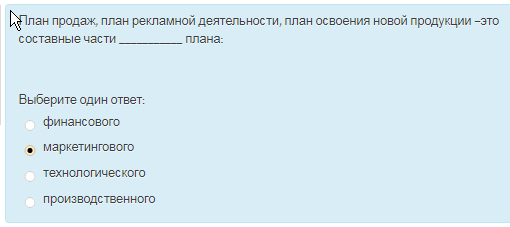 План продаж, план рекламной деятельности, план освоения новой продукции –это
составные части ___________ плана:
Выберите один ответ:
финансового
маркетингового
технологического
производственного